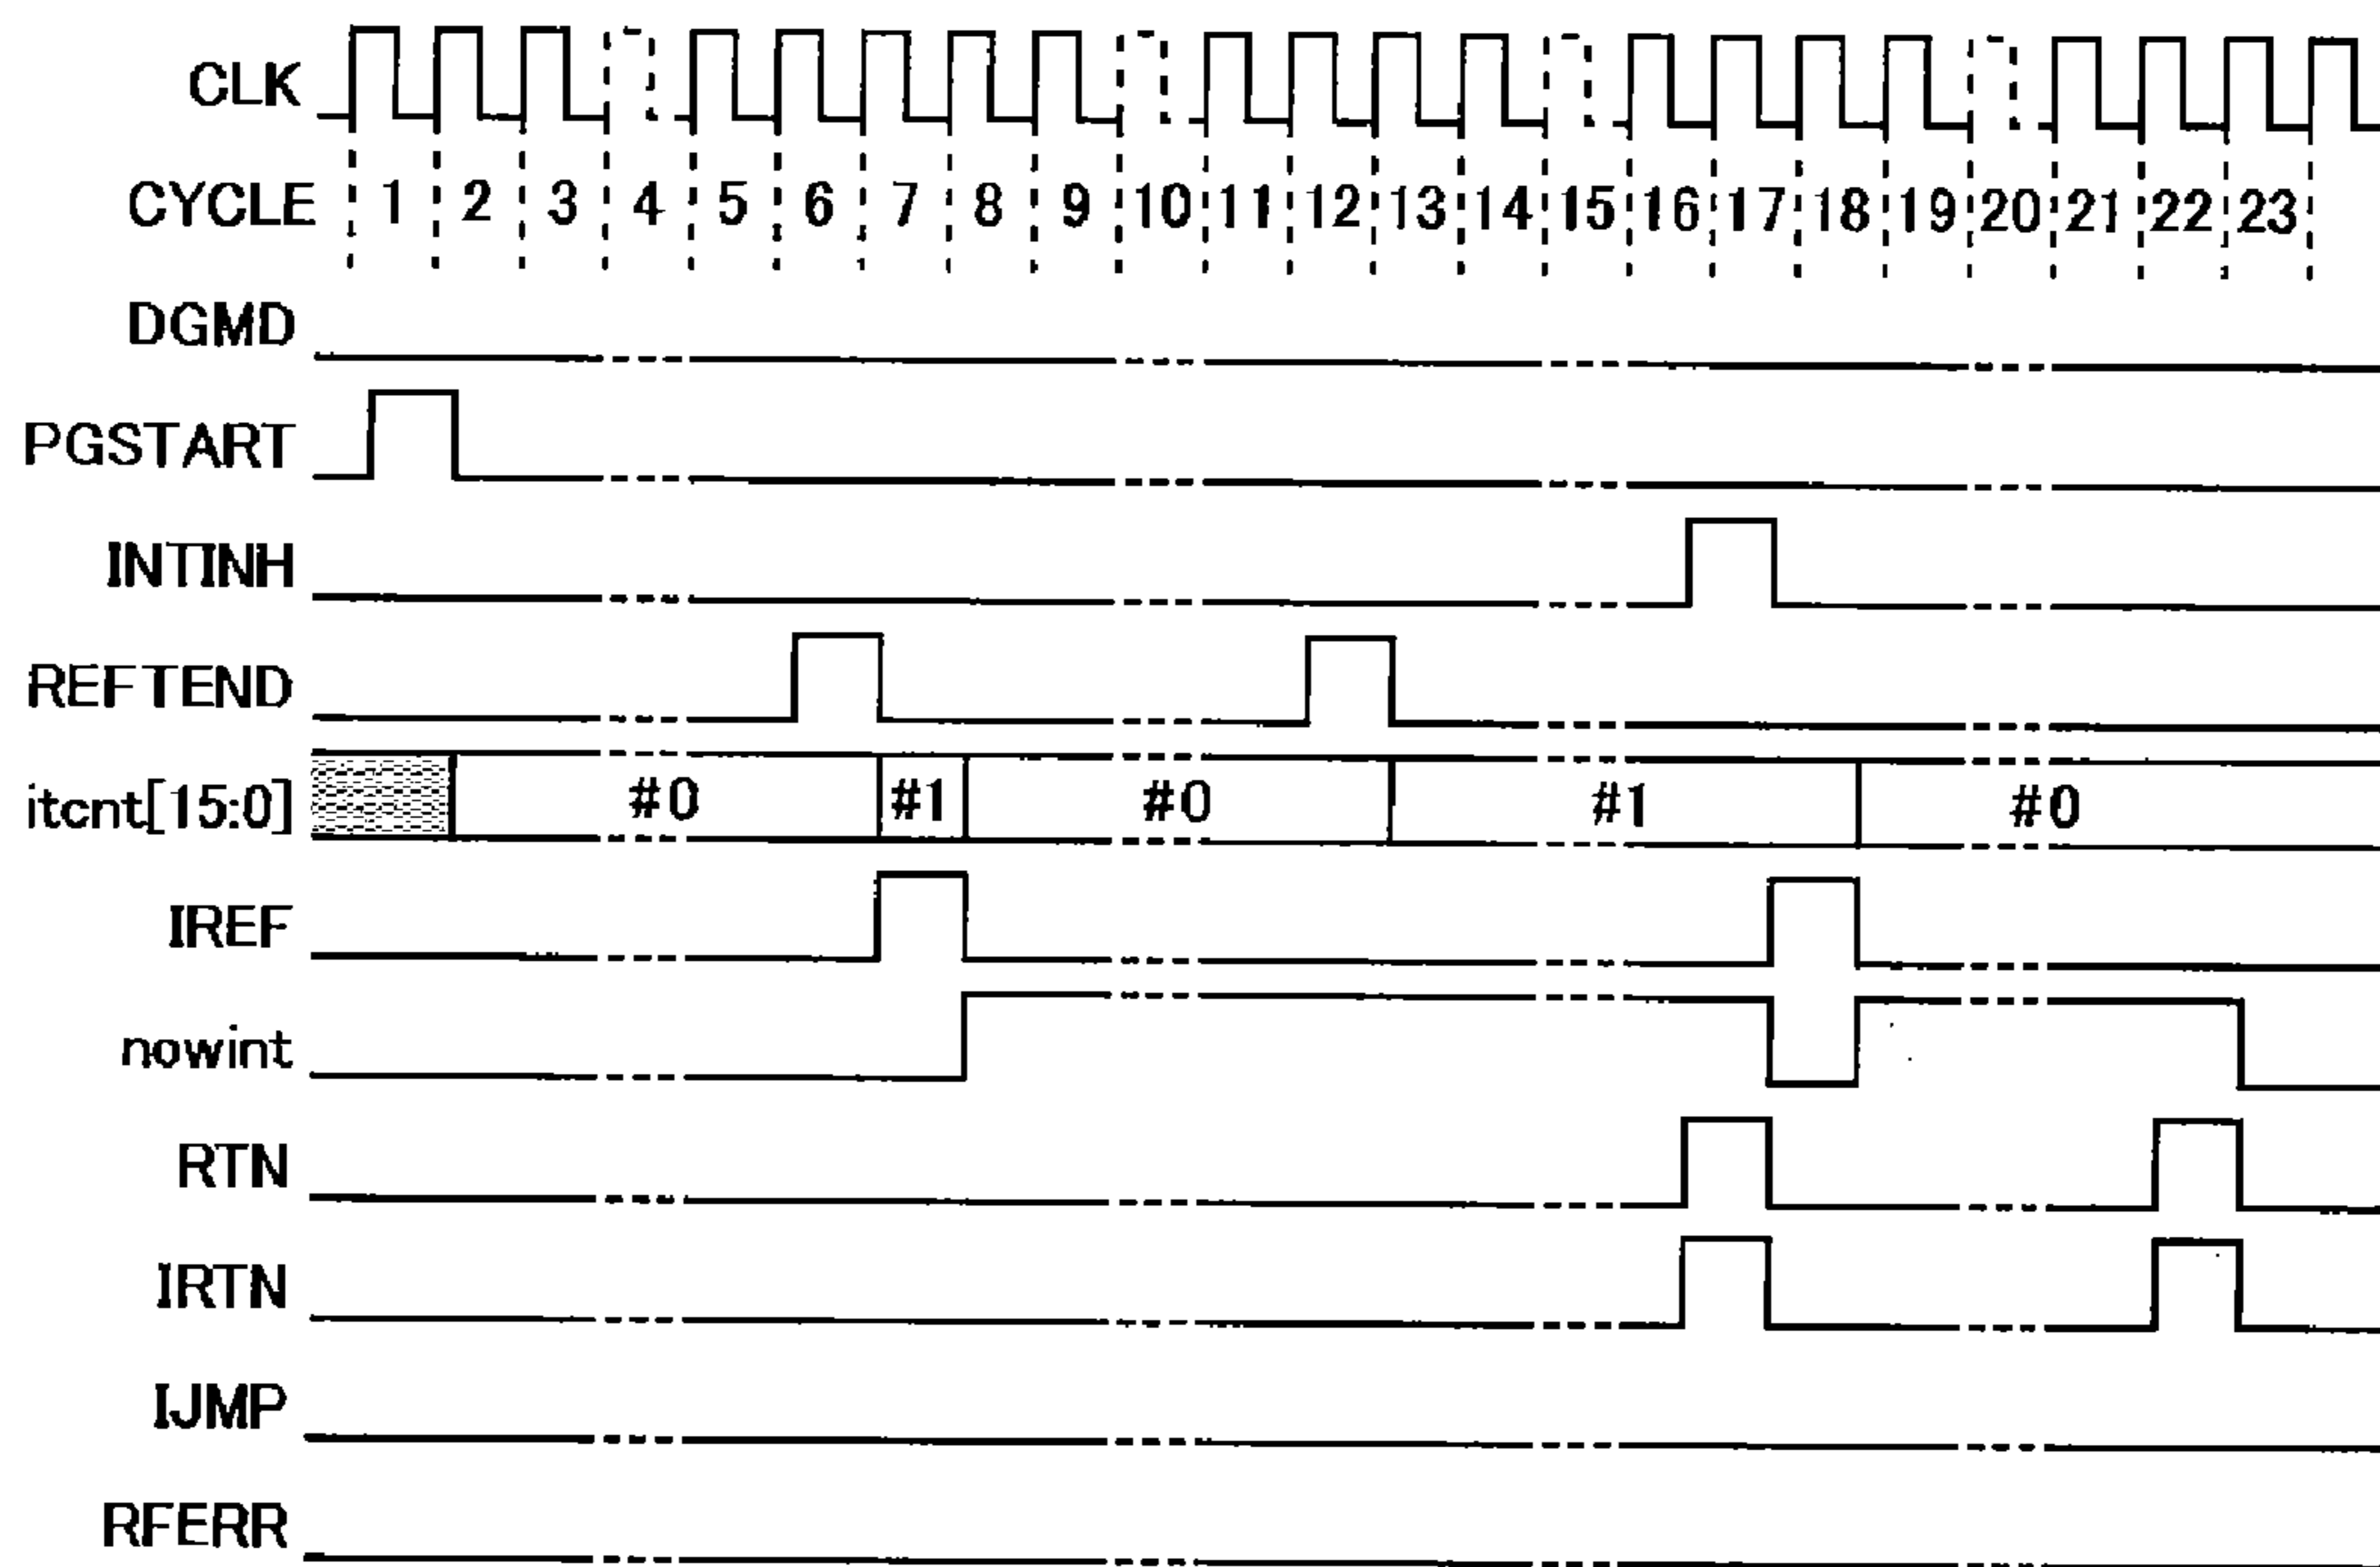 CLK
CYCLE 1 2 3 4 5 6 7 8 9 10 11 12 13 14 15 16 17 18 19 20 21 22 23
DGMD
PGSTART
INTINH
REFTEND
itcnt[15:0] #0 #1 #0 #1 #0
IREF
nowint
RTN
IRTN
IJMP
RFERR